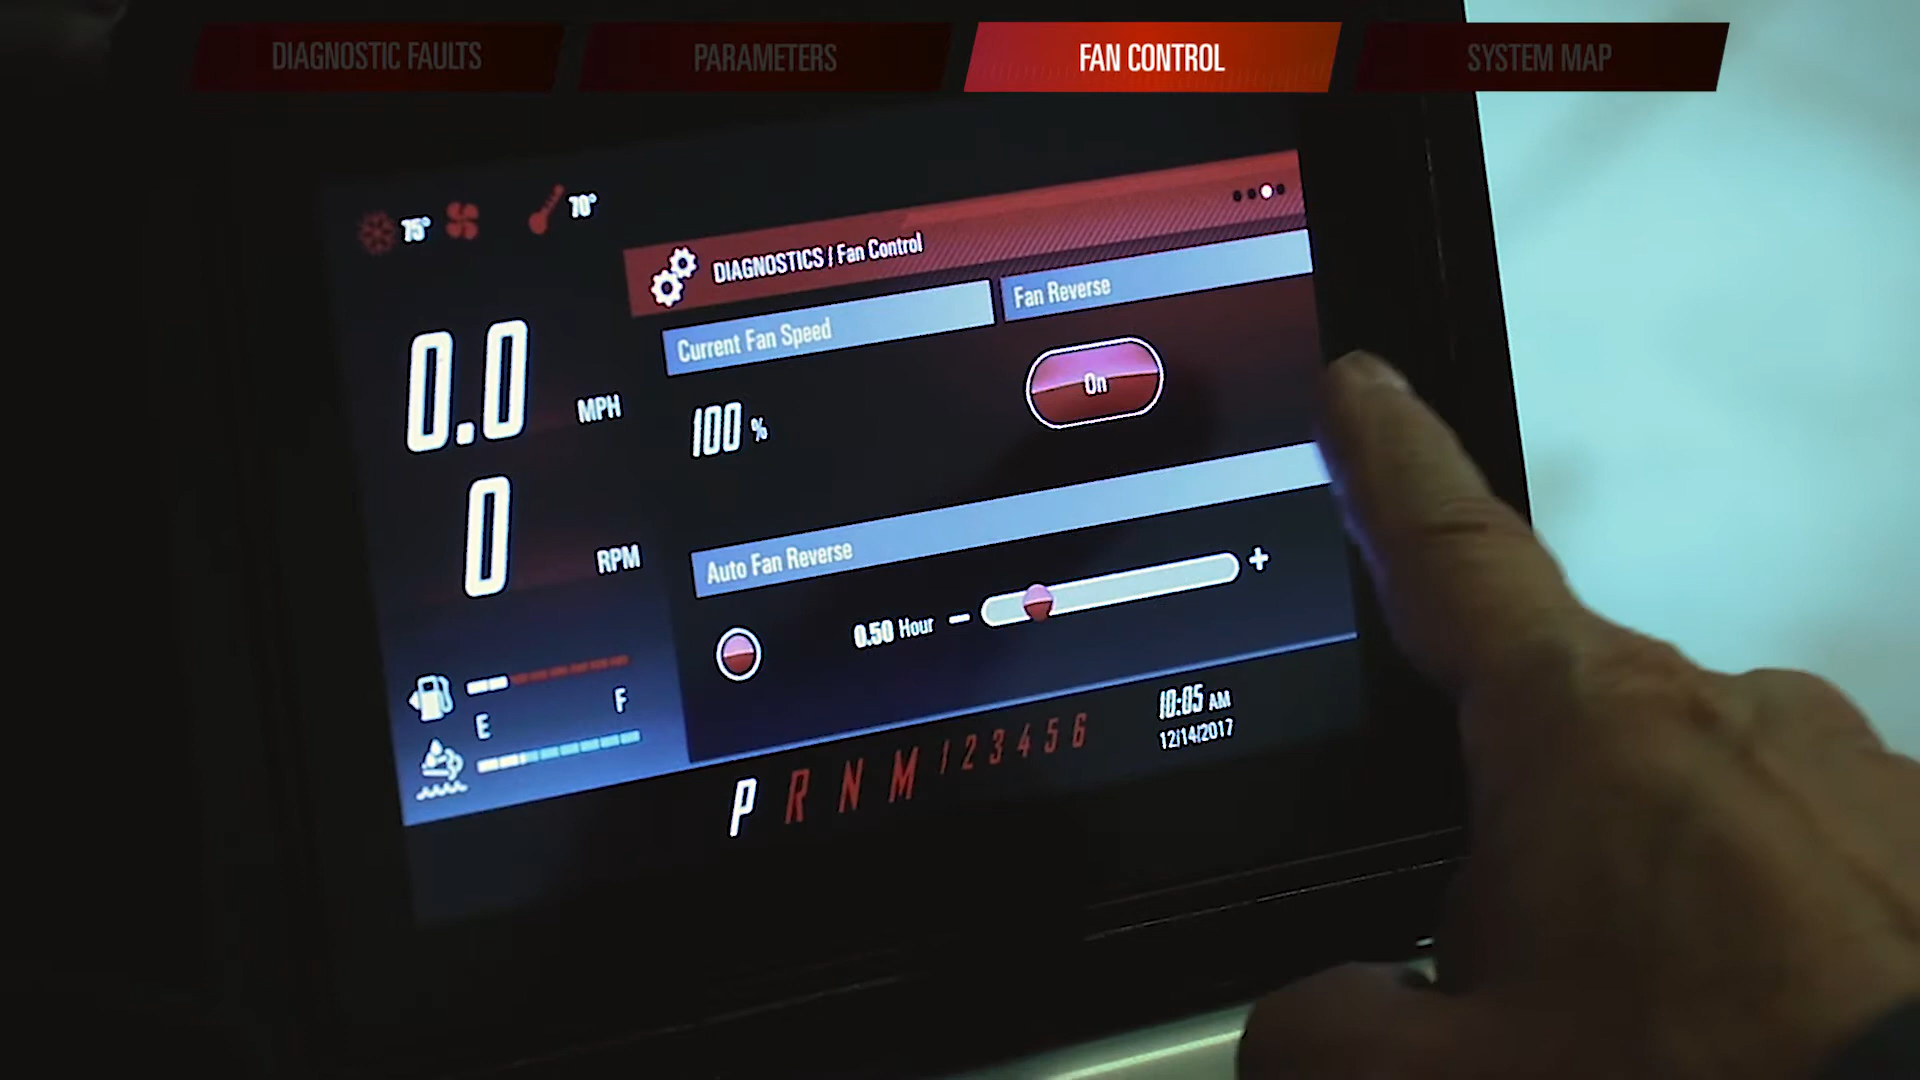 DIAGNOSTIC FAULTS
PARAMETERS
FAN CONTROL
SYSTEM MAP
75°
70°
DIAGNOSTICS / Fan Control
Current Fan Speed
Fan Reverse
0.0 MPH
100 %
On
0 RPM
Auto Fan Reverse
0.50 Hour − +
E F
10:05 AM
12/14/2017
P R N M 1 2 3 4 5 6